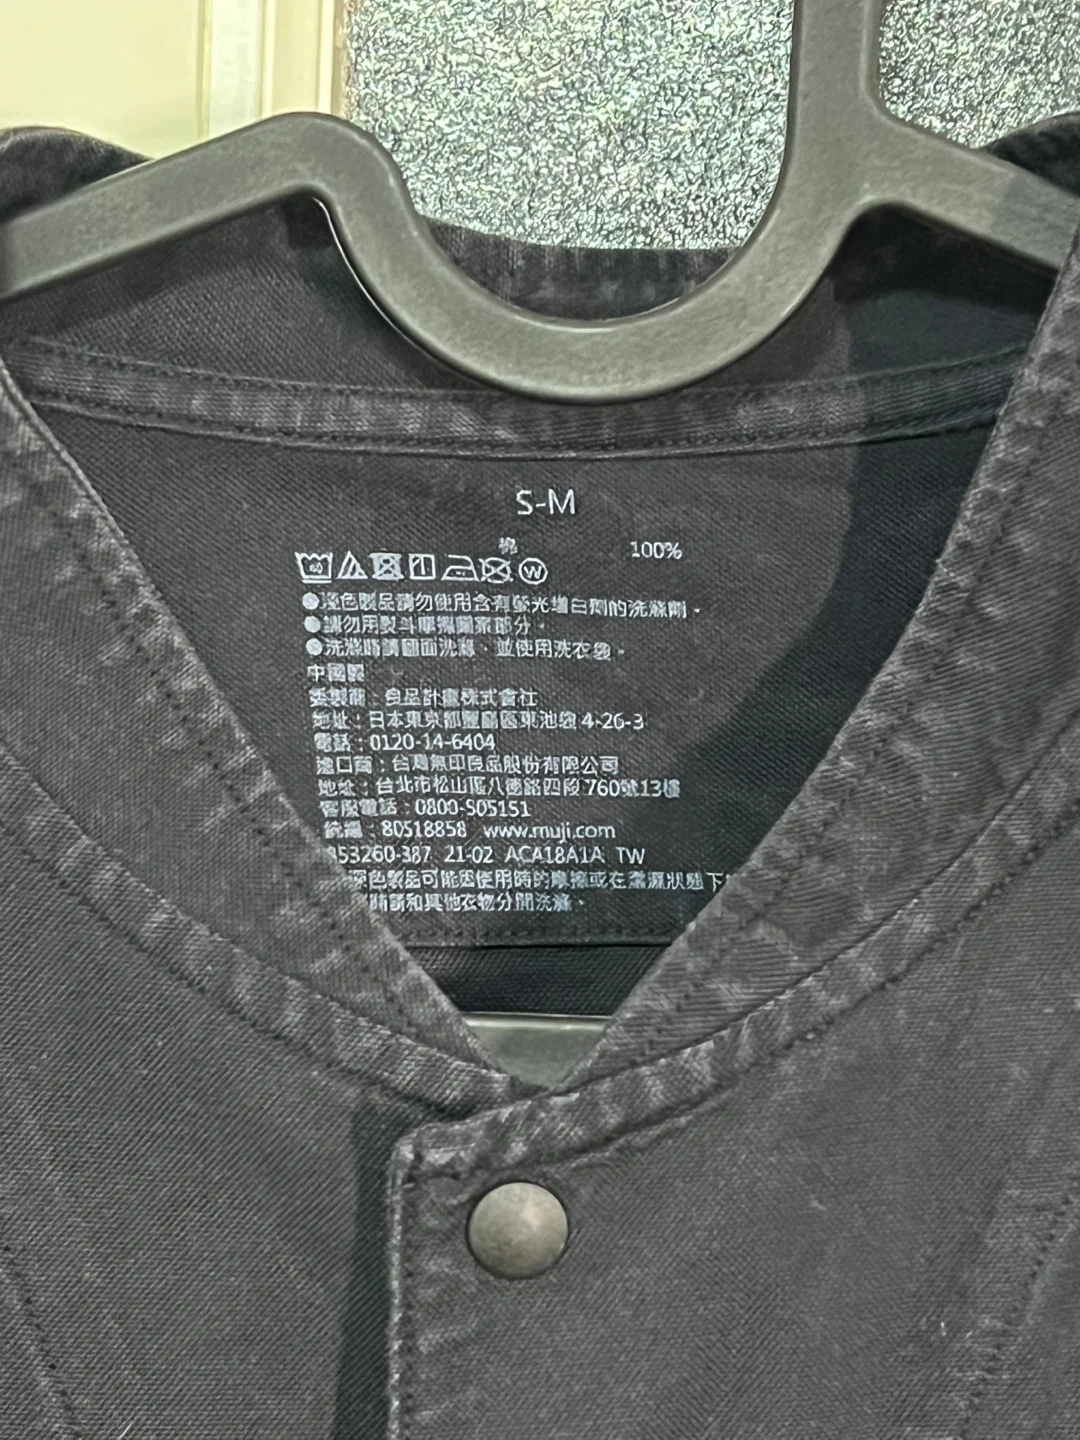 S-M
棉 100%
40 W
●淺色製品請勿使用含有螢光增白劑的洗滌劑。
●請勿用熨斗摩擦圖案部分。
●洗滌時請翻面洗滌,並使用洗衣袋。
中國製
委製商:良品計畫株式會社
地址:日本東京都豐島區東池袋4-26-3
電話:0120-14-6404
進口商:台灣無印良品股份有限公司
地址:台北市松山區八德路四段760號13樓
客服電話:0800-505151
統編:80518858 www.muji.com
53260-387 21-02 ACA18A1A TW
深色製品可能因使用時的摩擦或在潮濕狀態下
時請和其他衣物分開洗滌。